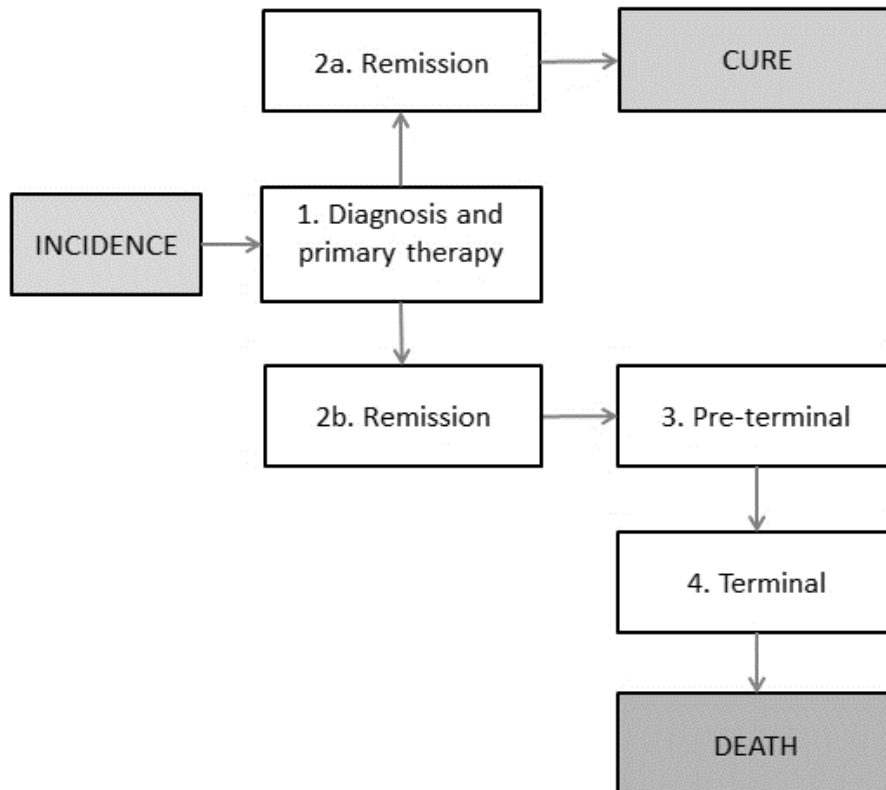 2a. Remission
CURE
INCIDENCE
1. Diagnosis and
primary therapy
2b. Remission
3. Pre-terminal
4. Terminal
DEATH